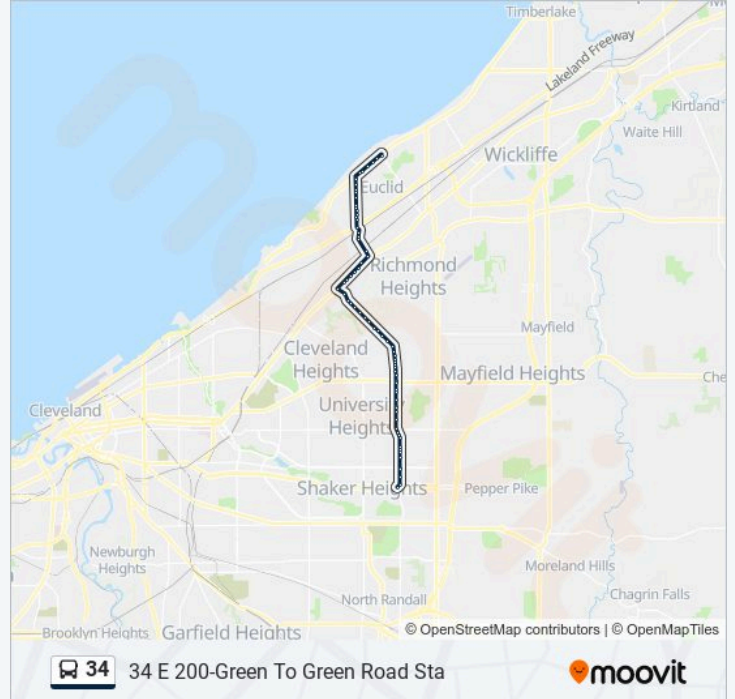 Timberlake
Lakeland Freeway
Kirtland
Waite Hill
Wickliffe
Euclid
Richmond
Heights
Mayfield
Cleveland
Heights
Mayfield Heights
Che
Cleveland
University
Heights
Shaker Heights
Pepper Pike
Newburgh
Heights
Moreland Hills
Chagrin Falls
North Randall
Brooklyn Heights
Garfield Heights
© OpenStreetMap contributors | © OpenMapTiles
34
34 E 200-Green To Green Road Sta
moovit